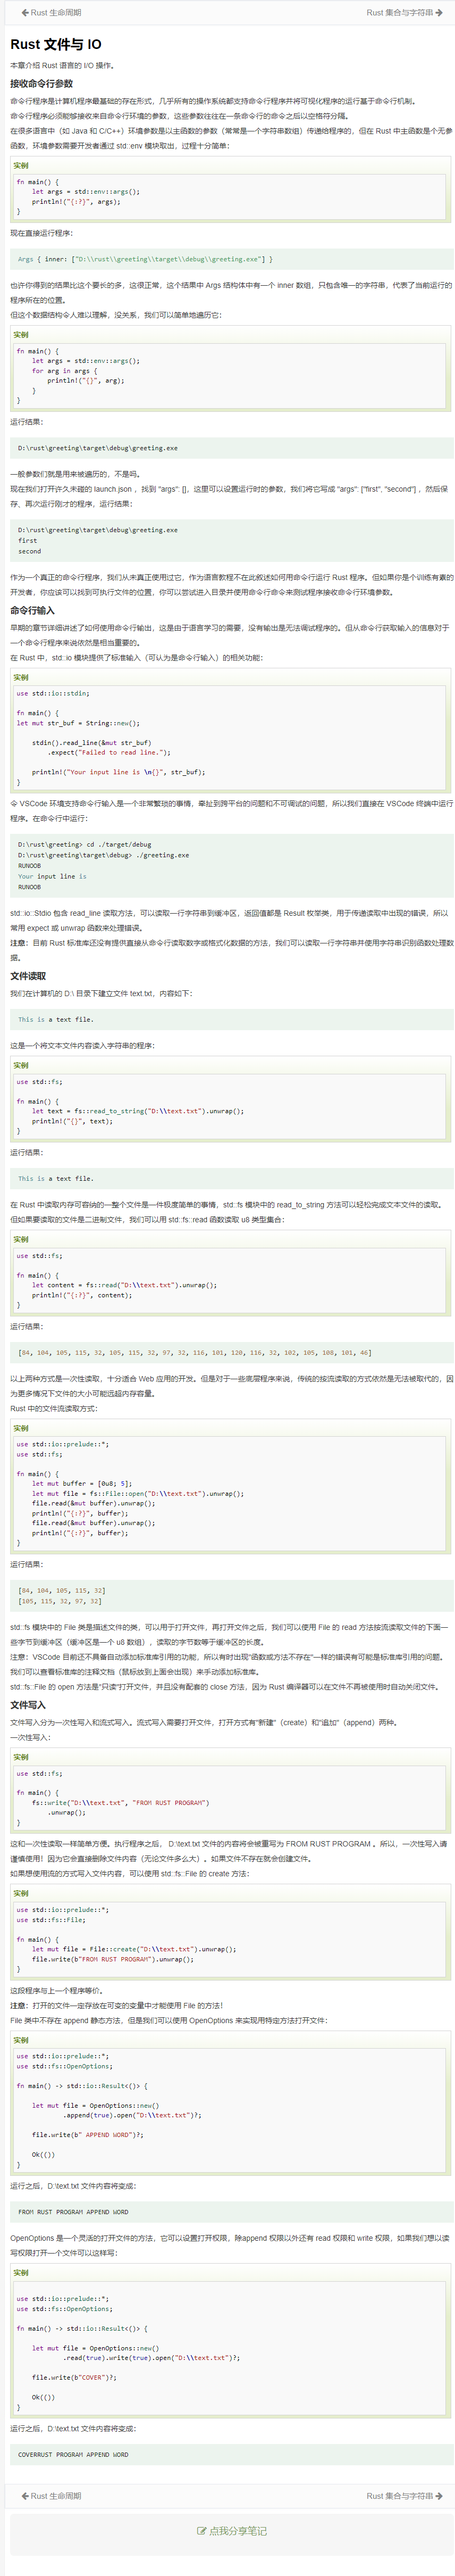 ← Rust 生命周期
Rust 集合与字符串 →
Rust 文件与 IO
本章介绍 Rust 语言的 I/O 操作。
接收命令行参数
命令行程序是计算机程序最基础的存在形式，几乎所有的操作系统都支持命令行程序并将可视化程序的运行基于命令行机制。
命令行程序必须能够接收来自命令行环境的参数，这些参数往往在一条命令行的命令之后以空格符分隔。
在很多语言中（如 Java 和 C/C++）环境参数是以主函数的参数（常常是一个字符串数组）传递给程序的，但在 Rust 中主函数是个无参
函数，环境参数需要开发者通过 std::env 模块取出，过程十分简单：
实例
fn main() {
    let args = std::env::args();
    println!("{:?}", args);
}
现在直接运行程序：
Args { inner: ["D:\\rust\\greeting\\target\\debug\\greeting.exe"] }
也许你得到的结果比这个要长的多，这很正常，这个结果中 Args 结构体中有一个 inner 数组，只包含唯一的字符串，代表了当前运行的
程序所在的位置。
但这个数据结构令人难以理解，没关系，我们可以简单地遍历它：
实例
fn main() {
    let args = std::env::args();
    for arg in args {
        println!("{}", arg);
    }
}
运行结果：
D:\rust\greeting\target\debug\greeting.exe
一般参数们就是用来被遍历的，不是吗。
现在我们打开许久未碰的 launch.json ，找到 "args": []，这里可以设置运行时的参数，我们将它写成 "args": ["first", "second"] ，然后保
存、再次运行刚才的程序，运行结果：
D:\rust\greeting\target\debug\greeting.exe
first
second
作为一个真正的命令行程序，我们从未真正使用过它，作为语言教程不在此叙述如何用命令行运行 Rust 程序。但如果你是个训练有素的
开发者，你应该可以找到可执行文件的位置，你可以尝试进入目录并使用命令行命令来测试程序接收命令行环境参数。
命令行输入
早期的章节详细讲述了如何使用命令行输出，这是由于语言学习的需要，没有输出是无法调试程序的。但从命令行获取输入的信息对于
一个命令行程序来说依然是相当重要的。
在 Rust 中，std::io 模块提供了标准输入（可认为是命令行输入）的相关功能：
实例
use std::io::stdin;
fn main() {
let mut str_buf = String::new();
    stdin().read_line(&mut str_buf)
        .expect("Failed to read line.");
    println!("Your input line is \n{}", str_buf);
}
令 VSCode 环境支持命令行输入是一个非常繁琐的事情，牵扯到跨平台的问题和不可调试的问题，所以我们直接在 VSCode 终端中运行
程序。在命令行中运行：
D:\rust\greeting> cd ./target/debug
D:\rust\greeting\target\debug> ./greeting.exe
RUNOOB
Your input line is
RUNOOB
std::io::Stdio 包含 read_line 读取方法，可以读取一行字符串到缓冲区，返回值都是 Result 枚举类，用于传递读取中出现的错误，所以
常用 expect 或 unwrap 函数来处理错误。
注意：目前 Rust 标准库还没有提供直接从命令行读取数字或格式化数据的方法，我们可以读取一行字符串并使用字符串识别函数处理数
据。
文件读取
我们在计算机的 D:\ 目录下建立文件 text.txt，内容如下：
This is a text file.
这是一个将文本文件内容读入字符串的程序：
实例
use std::fs;
fn main() {
    let text = fs::read_to_string("D:\\text.txt").unwrap();
    println!("{}", text);
}
运行结果：
This is a text file.
在 Rust 中读取内存可容纳的一整个文件是一件极度简单的事情，std::fs 模块中的 read_to_string 方法可以轻松完成文本文件的读取。
但如果要读取的文件是二进制文件，我们可以用 std::fs::read 函数读取 u8 类型集合：
实例
use std::fs;
fn main() {
    let content = fs::read("D:\\text.txt").unwrap();
    println!("{:?}", content);
}
运行结果：
[84, 104, 105, 115, 32, 105, 115, 32, 97, 32, 116, 101, 120, 116, 32, 102, 105, 108, 101, 46]
以上两种方式是一次性读取，十分适合 Web 应用的开发。但是对于一些底层程序来说，传统的按流读取的方式依然是无法被取代的，因
为更多情况下文件的大小可能远超内存容量。
Rust 中的文件流读取方式：
实例
use std::io::prelude::*;
use std::fs;
fn main() {
    let mut buffer = [0u8; 5];
    let mut file = fs::File::open("D:\\text.txt").unwrap();
    file.read(&mut buffer).unwrap();
    println!("{:?}", buffer);
    file.read(&mut buffer).unwrap();
    println!("{:?}", buffer);
}
运行结果：
[84, 104, 105, 115, 32]
[105, 115, 32, 97, 32]
std::fs 模块中的 File 类是描述文件的类，可以用于打开文件，再打开文件之后，我们可以使用 File 的 read 方法按流读取文件的下面一
些字节到缓冲区（缓冲区是一个 u8 数组），读取的字节数等于缓冲区的长度。
注意：VSCode 目前还不具备自动添加标准库引用的功能，所以有时出现"函数或方法不存在"一样的错误有可能是标准库引用的问题。
我们可以查看标准库的注释文档（鼠标放到上面会出现）来手动添加标准库。
std::fs::File 的 open 方法是"只读"打开文件，并且没有配套的 close 方法，因为 Rust 编译器可以在文件不再被使用时自动关闭文件。
文件写入
文件写入分为一次性写入和流式写入。流式写入需要打开文件，打开方式有"新建"（create）和"追加"（append）两种。
一次性写入：
实例
use std::fs;
fn main() {
    fs::write("D:\\text.txt", "FROM RUST PROGRAM")
        .unwrap();
}
这和一次性读取一样简单方便。执行程序之后， D:\text.txt 文件的内容将会被重写为 FROM RUST PROGRAM 。所以，一次性写入请
谨慎使用！因为它会直接删除文件内容（无论文件多么大）。如果文件不存在就会创建文件。
如果想使用流的方式写入文件内容，可以使用 std::fs::File 的 create 方法：
实例
use std::io::prelude::*;
use std::fs::File;
fn main() {
    let mut file = File::create("D:\\text.txt").unwrap();
    file.write(b"FROM RUST PROGRAM").unwrap();
}
这段程序与上一个程序等价。
注意：打开的文件一定存放在可变的变量中才能使用 File 的方法！
File 类中不存在 append 静态方法，但是我们可以使用 OpenOptions 来实现用特定方法打开文件：
实例
use std::io::prelude::*;
use std::fs::OpenOptions;
fn main() -> std::io::Result<()> {
    let mut file = OpenOptions::new()
            .append(true).open("D:\\text.txt")?;
    file.write(b" APPEND WORD")?;
    Ok(())
}
运行之后，D:\text.txt 文件内容将变成：
FROM RUST PROGRAM APPEND WORD
OpenOptions 是一个灵活的打开文件的方法，它可以设置打开权限，除append 权限以外还有 read 权限和 write 权限，如果我们想以读
写权限打开一个文件可以这样写：
实例
use std::io::prelude::*;
use std::fs::OpenOptions;
fn main() -> std::io::Result<()> {
    let mut file = OpenOptions::new()
            .read(true).write(true).open("D:\\text.txt")?;
    file.write(b"COVER")?;
    Ok(())
}
运行之后，D:\text.txt 文件内容将变成：
COVERRUST PROGRAM APPEND WORD
← Rust 生命周期
Rust 集合与字符串 →
点我分享笔记